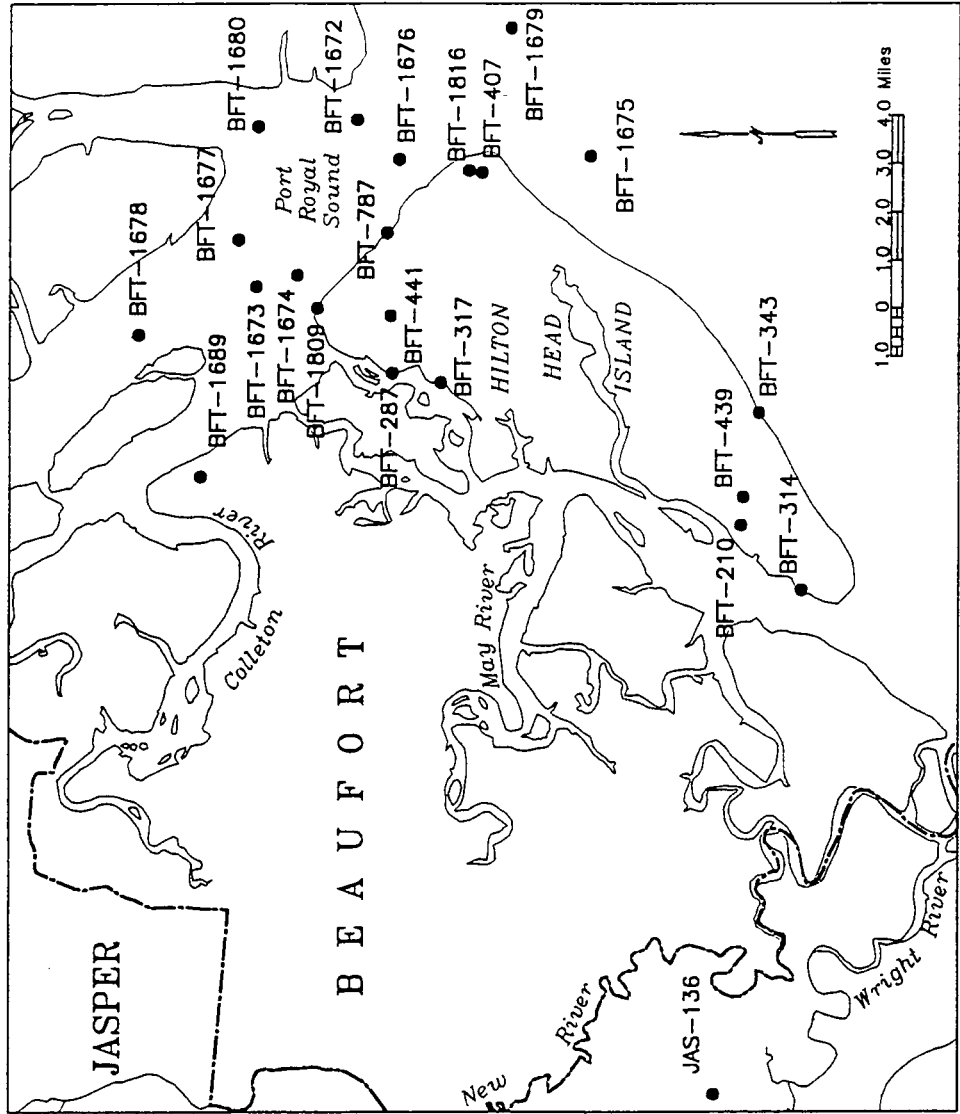 JASPER
BEAUFORT
Colleton
River
May River
New
River
Wright
River
JAS-136
Port
Royal
Sound
HILTON
HEAD
ISLAND
BFT-1678
BFT-1677
BFT-1680
BFT-1672
BFT-1689
BFT-1673
BFT-1674
BFT-1809
BFT-787
BFT-1676
BFT-1816
BFT-407
BFT-1679
BFT-1675
BFT-287
BFT-441
BFT-317
BFT-210
BFT-439
BFT-314
BFT-343
1.0 0 1.0 2.0 3.0 4.0 Miles